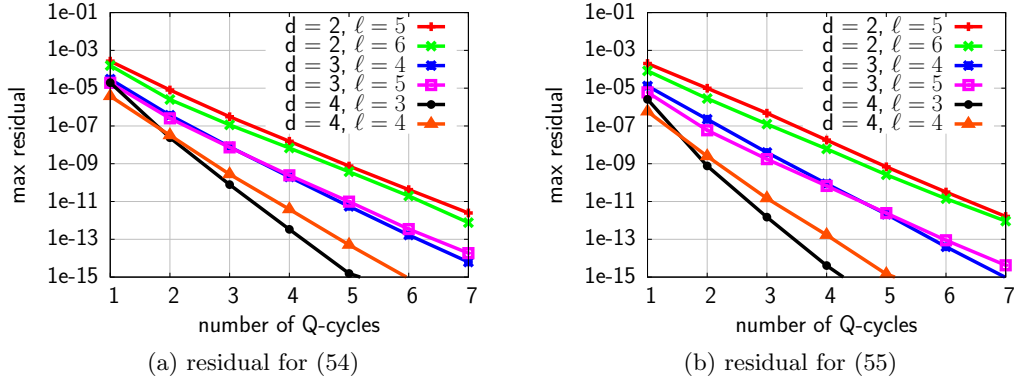 1e-01
1e-03
1e-05
1e-07
1e-09
1e-11
1e-13
1e-15
max residual
d = 2, ℓ = 5
d = 2, ℓ = 6
d = 3, ℓ = 4
d = 3, ℓ = 5
d = 4, ℓ = 3
d = 4, ℓ = 4
1 2 3 4 5 6 7
number of Q-cycles
(a) residual for (54)
1e-01
1e-03
1e-05
1e-07
1e-09
1e-11
1e-13
1e-15
max residual
d = 2, ℓ = 5
d = 2, ℓ = 6
d = 3, ℓ = 4
d = 3, ℓ = 5
d = 4, ℓ = 3
d = 4, ℓ = 4
1 2 3 4 5 6 7
number of Q-cycles
(b) residual for (55)